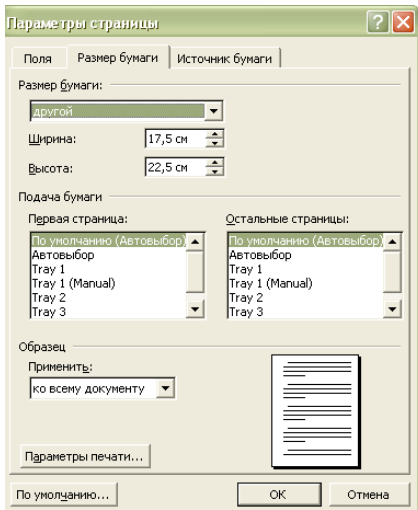 Параметры страницы
Поля Размер бумаги Источник бумаги
Размер бумаги:
другой
Ширина: 17,5 см
Высота: 22,5 см
Подача бумаги
Первая страница: Остальные страницы:
По умолчанию (Автовыбор) По умолчанию (Автовыбор)
Автовыбор Автовыбор
Tray 1 Tray 1
Tray 1 (Manual) Tray 1 (Manual)
Tray 2 Tray 2
Tray 3 Tray 3
Образец
Применить:
ко всему документу
Параметры печати...
По умолчанию... ОК Отмена